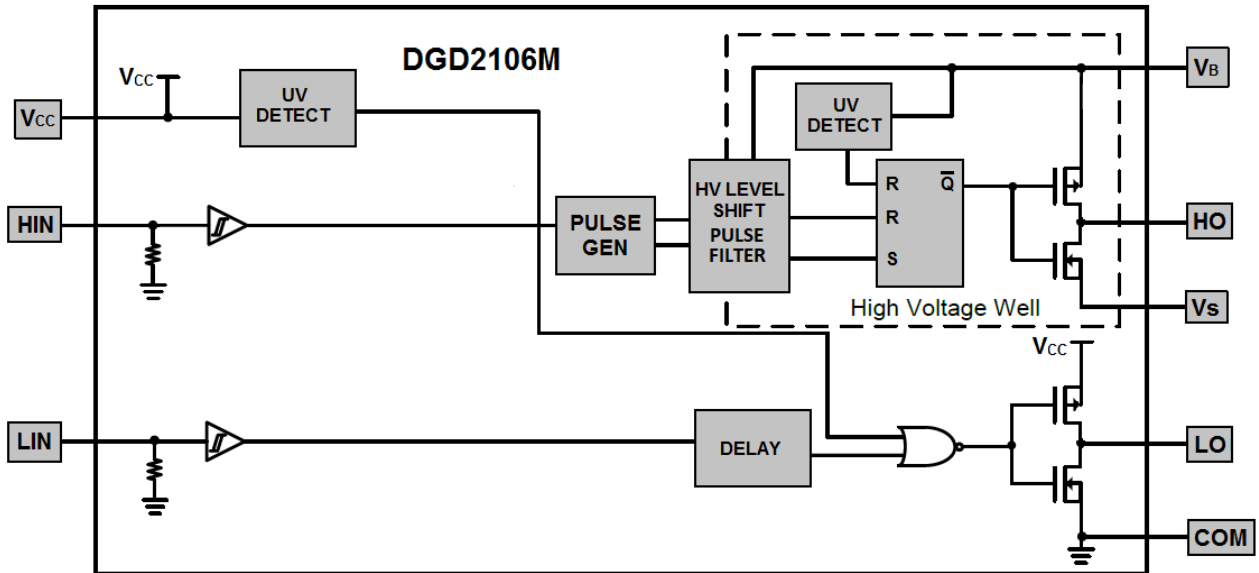 DGD2106M
VCC
VCC
UV
DETECT
UV
DETECT
VB
HIN
PULSE
GEN
HV LEVEL
SHIFT
PULSE
FILTER
R
Q̅
R
S
HO
High Voltage Well
Vs
VCC
LIN
DELAY
LO
COM